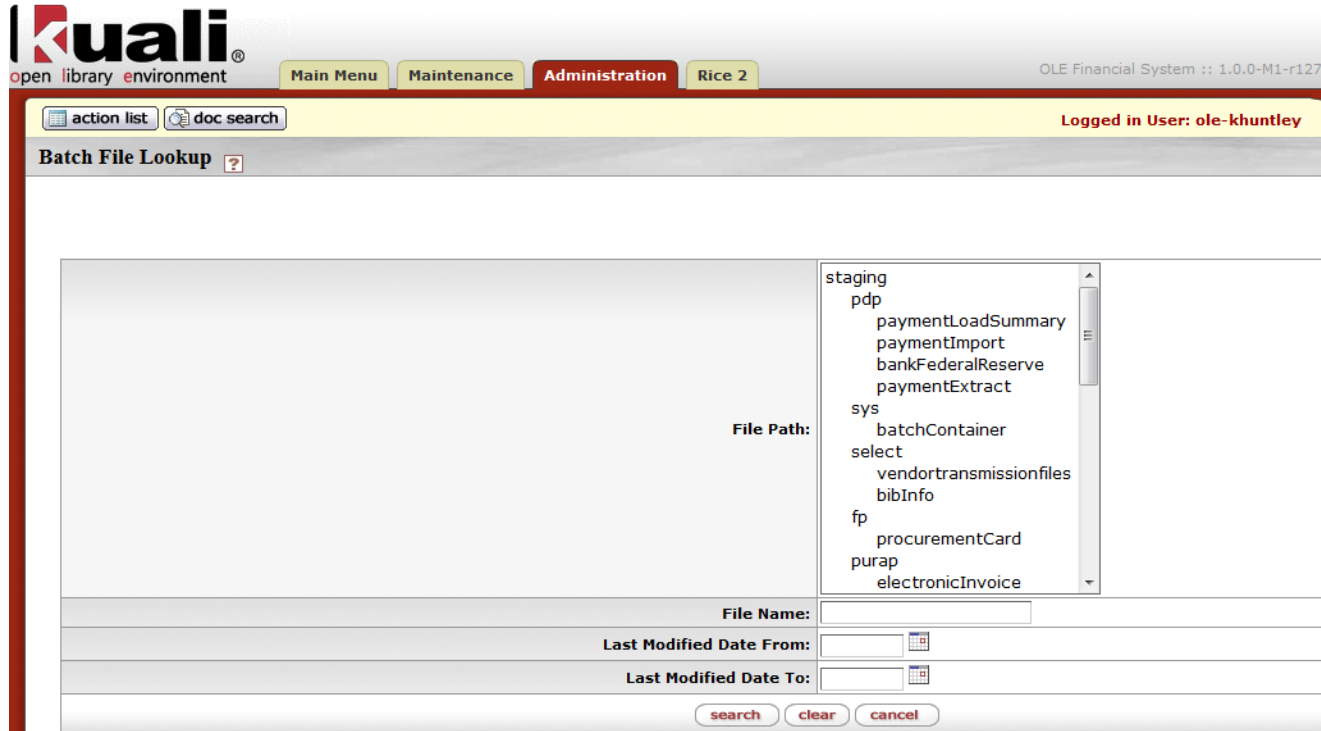 kuali®
open library environment
Main Menu Maintenance Administration Rice 2
OLE Financial System :: 1.0.0-M1-r127
action list doc search
Logged in User: ole-khuntley
Batch File Lookup ?
File Path:
staging
pdp
paymentLoadSummary
paymentImport
bankFederalReserve
paymentExtract
sys
batchContainer
select
vendortransmissionfiles
bibInfo
fp
procurementCard
purap
electronicInvoice
File Name:
Last Modified Date From:
Last Modified Date To:
search clear cancel